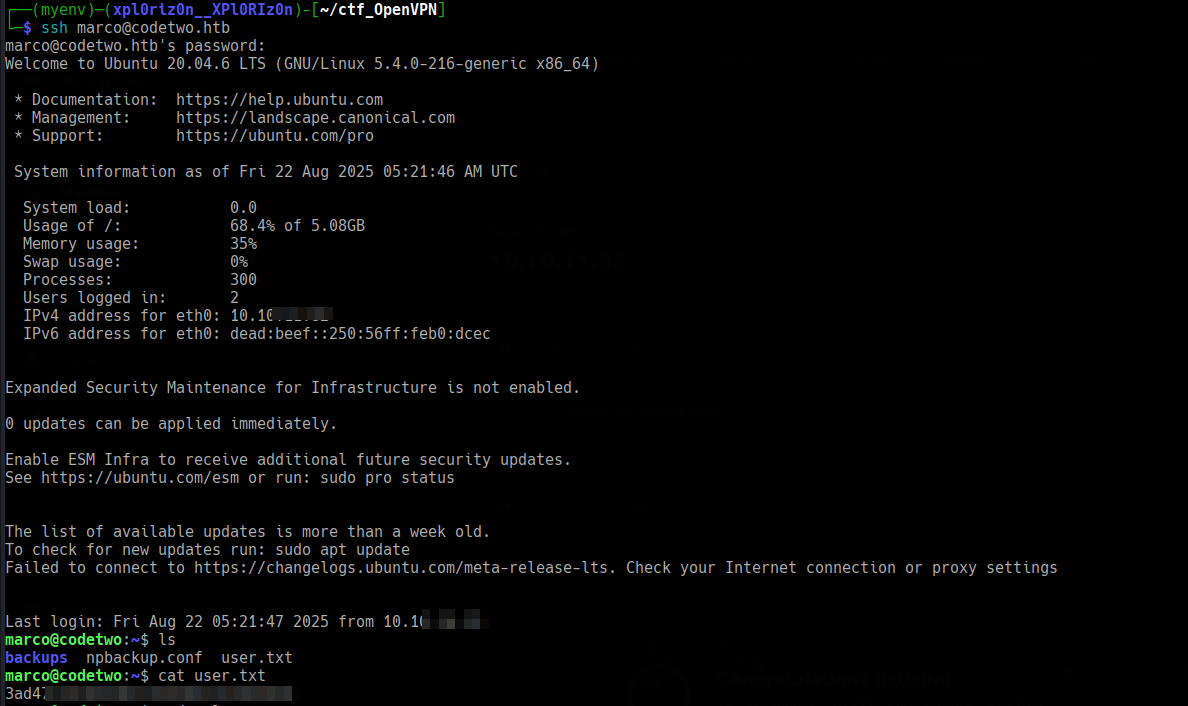 ┌──(myenv)─(xpl0riz0n__XPl0RIz0n)-[~/ctf_OpenVPN]
└─$ ssh marco@codetwo.htb
marco@codetwo.htb's password:
Welcome to Ubuntu 20.04.6 LTS (GNU/Linux 5.4.0-216-generic x86_64)
* Documentation:  https://help.ubuntu.com
* Management:     https://landscape.canonical.com
* Support:        https://ubuntu.com/pro
System information as of Fri 22 Aug 2025 05:21:46 AM UTC
System load:           0.0
Usage of /:            68.4% of 5.08GB
Memory usage:          35%
Swap usage:            0%
Processes:             300
Users logged in:       2
IPv4 address for eth0: 10.10
IPv6 address for eth0: dead:beef::250:56ff:feb0:dcec
Expanded Security Maintenance for Infrastructure is not enabled.
0 updates can be applied immediately.
Enable ESM Infra to receive additional future security updates.
See https://ubuntu.com/esm or run: sudo pro status
The list of available updates is more than a week old.
To check for new updates run: sudo apt update
Failed to connect to https://changelogs.ubuntu.com/meta-release-lts. Check your Internet connection or proxy settings
Last login: Fri Aug 22 05:21:47 2025 from 10.10
marco@codetwo:~$ ls
backups  npbackup.conf  user.txt
marco@codetwo:~$ cat user.txt
3ad47